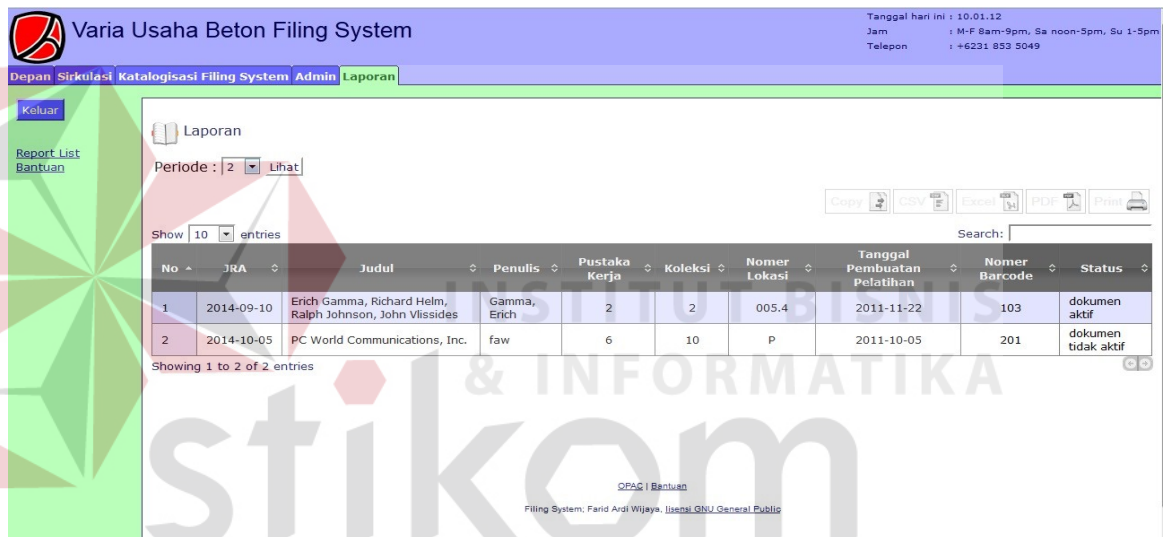 Varia Usaha Beton Filing System
Tanggal hari ini : 10.01.12
Jam : M-F 8am-9pm, Sa noon-5pm, Su 1-5pm
Telepon : +6231 853 5049
Depan Sirkulasi Katalogisasi Filing System Admin Laporan
Keluar
Report List
Bantuan
Laporan
Periode : 2 Lihat
Copy CSV Excel PDF Print
Show 10 entries Search:
No JRA Judul Penulis Pustaka Kerja Koleksi Nomer Lokasi Tanggal Pembuatan Pelatihan Nomer Barcode Status
1 2014-09-10 Erich Gamma, Richard Helm, Ralph Johnson, John Vlissides Gamma, Erich 2 2 005.4 2011-11-22 103 dokumen aktif
2 2014-10-05 PC World Communications, Inc. faw 6 10 P 2011-10-05 201 dokumen tidak aktif
Showing 1 to 2 of 2 entries
INSTITUT BISNIS
& INFORMATIKA
stikom
OPAC | Bantuan
Filing System; Farid Ardi Wijaya, lisensi GNU General Public